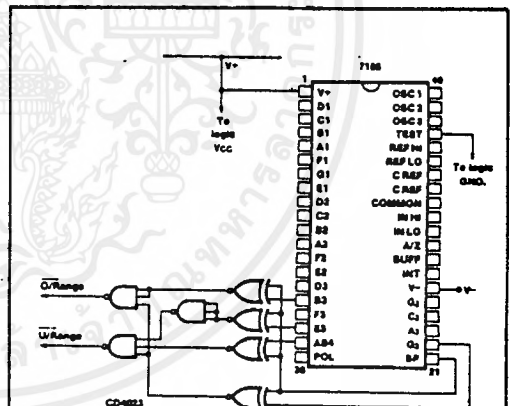 V+
7106
1
40
V+
OSC 1
D1
OSC 2
C1
OSC 3
B1
TEST
A1
REF HI
F1
REF LO
G1
C REF
E1
C REF
D2
COMMON
C2
IN HI
B2
IN LO
A2
A/Z
F2
BUFF
E2
INT
D3
V-
B3
G2
F3
C3
E3
A3
AB4
G3
POL
BP
20
21
To
logic
Vcc
To logic
GND.
V-
O/Range
U/Range
CD4023